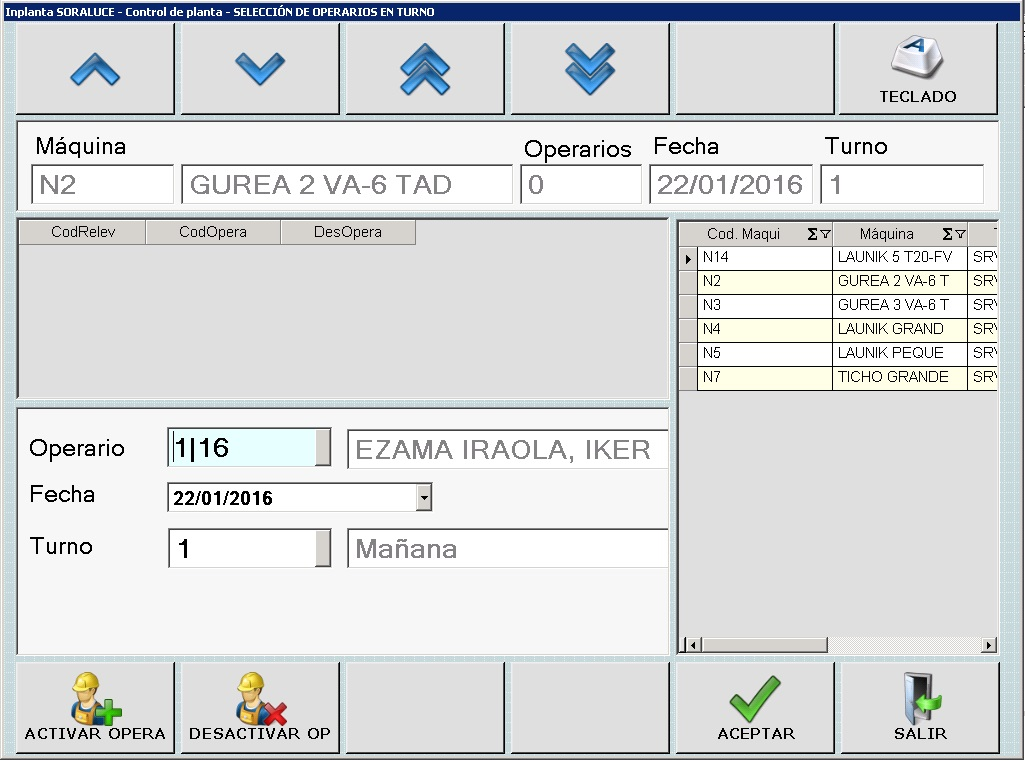 Inplanta SORALUCE - Control de planta - SELECCIÓN DE OPERARIOS EN TURNO
A
TECLADO
Máquina Operarios Fecha Turno
N2 GUREA 2 VA-6 TAD 0 22/01/2016 1
CodRelev CodOpera DesOpera
Cod. Maqui Σ Máquina Σ
N14 LAUNIK 5 T20-FV
N2 GUREA 2 VA-6 T
N3 GUREA 3 VA-6 T
N4 LAUNIK GRAND
N5 LAUNIK PEQUE
N7 TICHO GRANDE
Operario 1|16 EZAMA IRAOLA, IKER
Fecha 22/01/2016
Turno 1 Mañana
ACTIVAR OPERA DESACTIVAR OP ACEPTAR SALIR